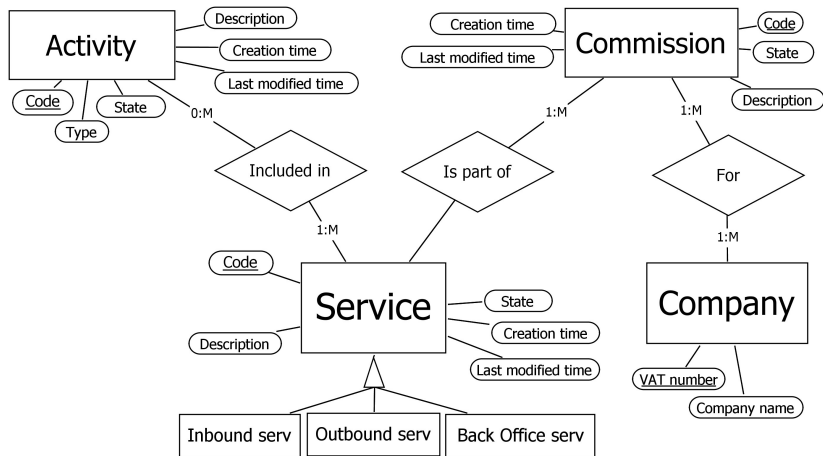 Activity
Description
Creation time
Last modified time
Code
Type
State
Creation time
Last modified time
Commission
Code
State
Description
0:M
1:M
1:M
Included in
Is part of
For
1:M
1:M
Code
Description
Service
State
Creation time
Last modified time
Company
VAT number
Company name
Inbound serv
Outbound serv
Back Office serv